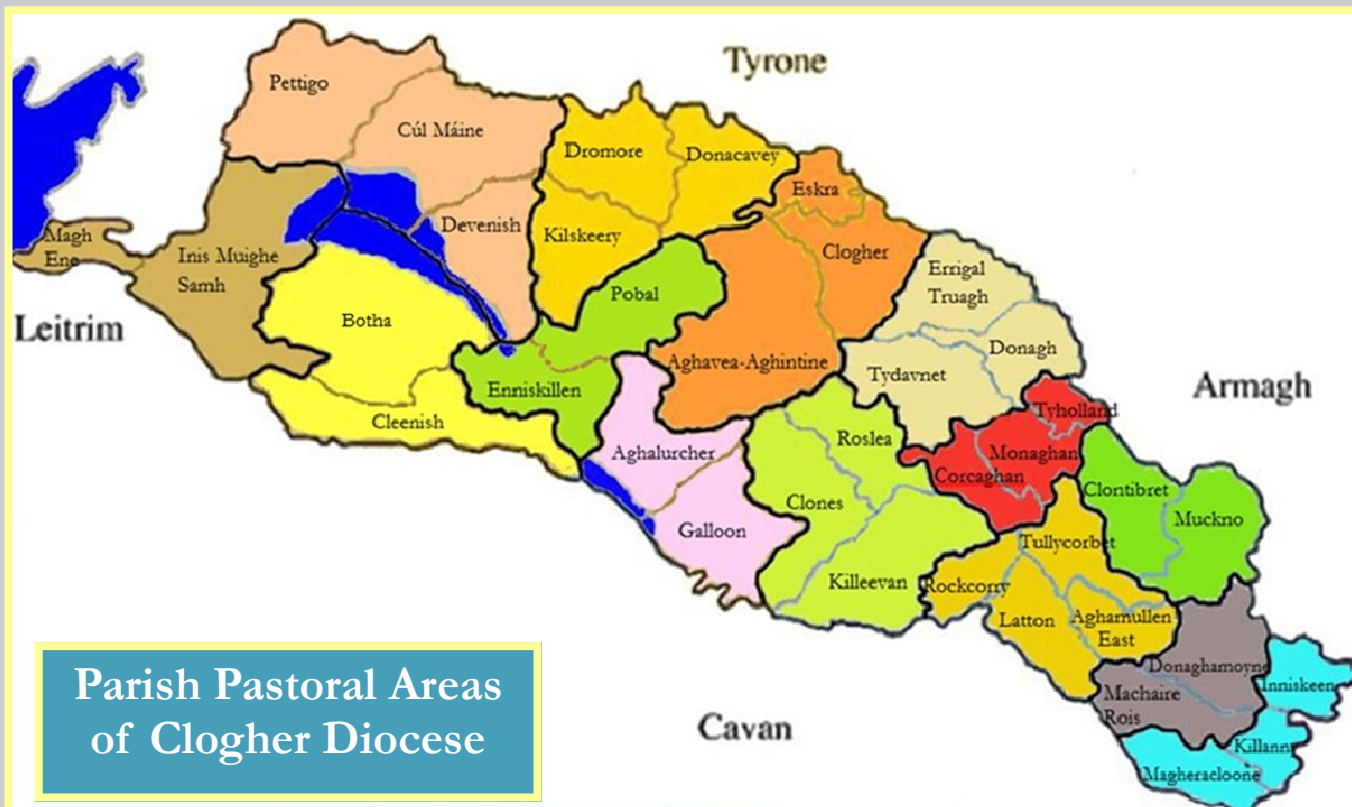 Tyrone
Pettigo
Cúl Máine
Dromore
Donacavey
Eskra
Devenish
Kilskeery
Clogher
Magh
Ene
Inis Muighe
Samh
Errigal
Truagh
Pobal
Botha
Leitrim
Donagh
Aghavea-Aghintine
Tydavnet
Armagh
Enniskillen
Cleenish
Tyholland
Roslea
Aghalurcher
Monaghan
Corcaghan
Clontibret
Clones
Muckno
Galloon
Tullycorbet
Killeevan
Rockcorry
Latton
Aghamullen
East
Donaghamoyne
Inniskeen
Machaire
Rois
Cavan
Killann
Magheracloone
Parish Pastoral Areas
of Clogher Diocese